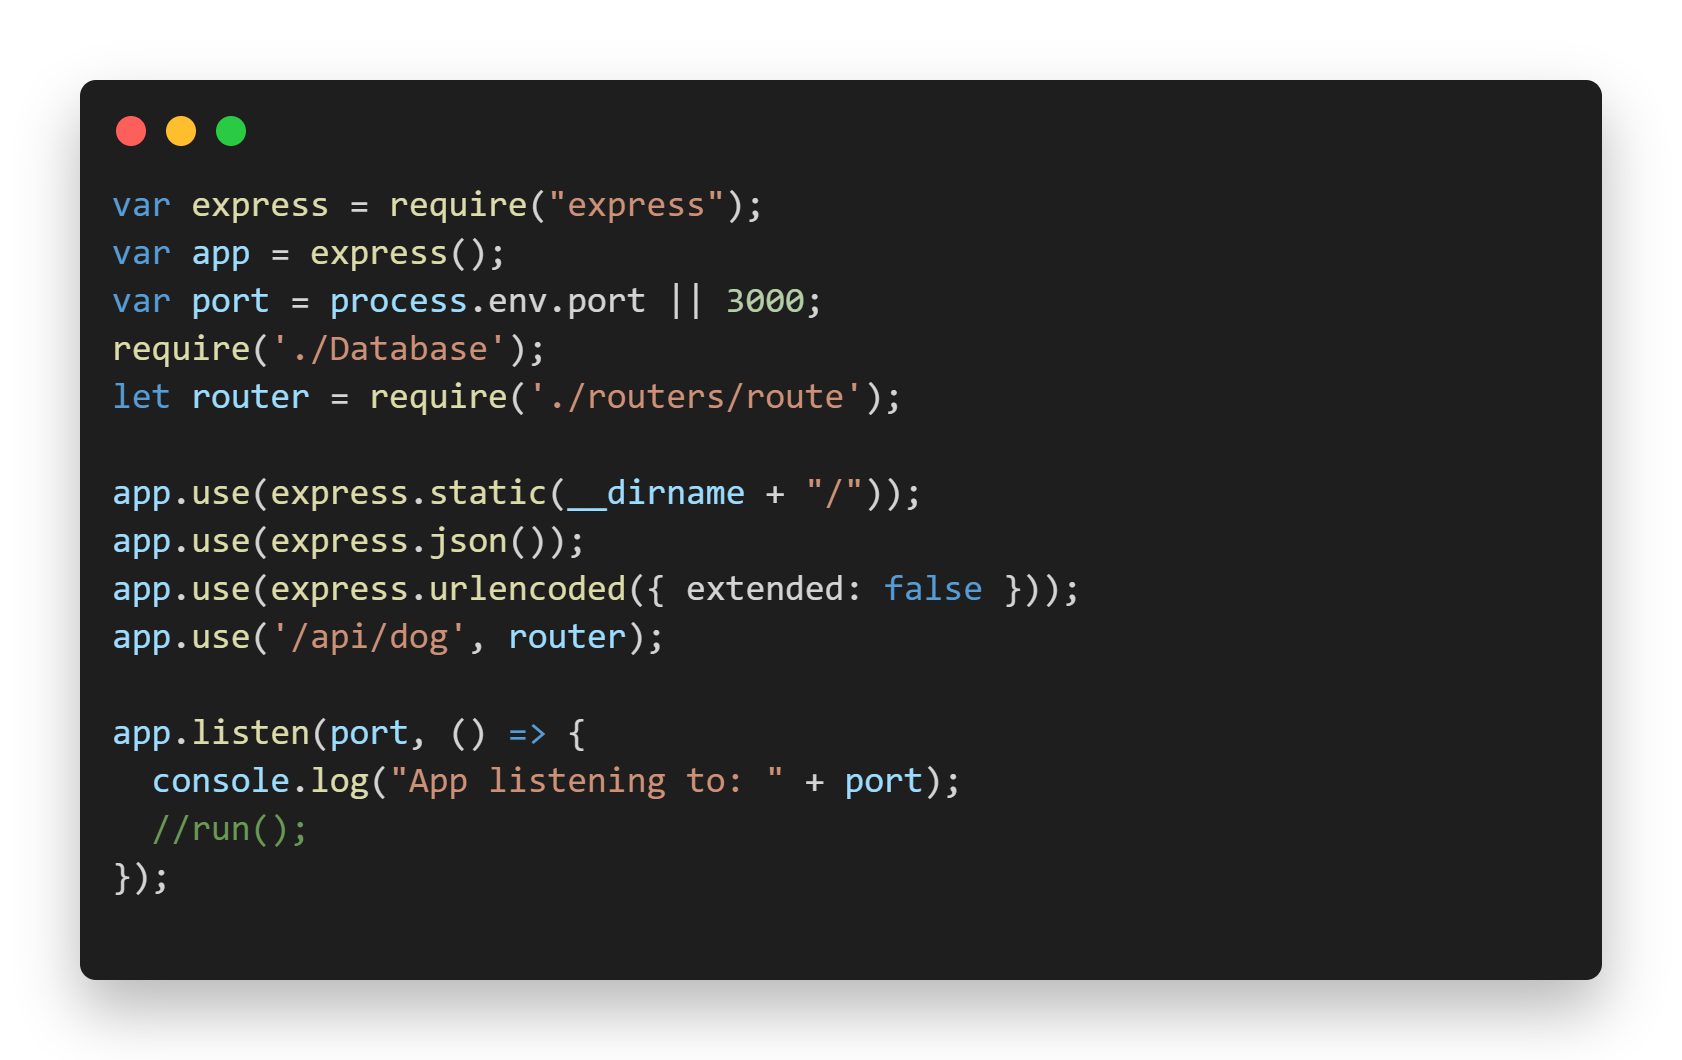 var express = require("express");
var app = express();
var port = process.env.port || 3000;
require('./Database');
let router = require('./routers/route');

app.use(express.static(__dirname + "/"));
app.use(express.json());
app.use(express.urlencoded({ extended: false }));
app.use('/api/dog', router);

app.listen(port, () => {
  console.log("App listening to: " + port);
  //run();
});